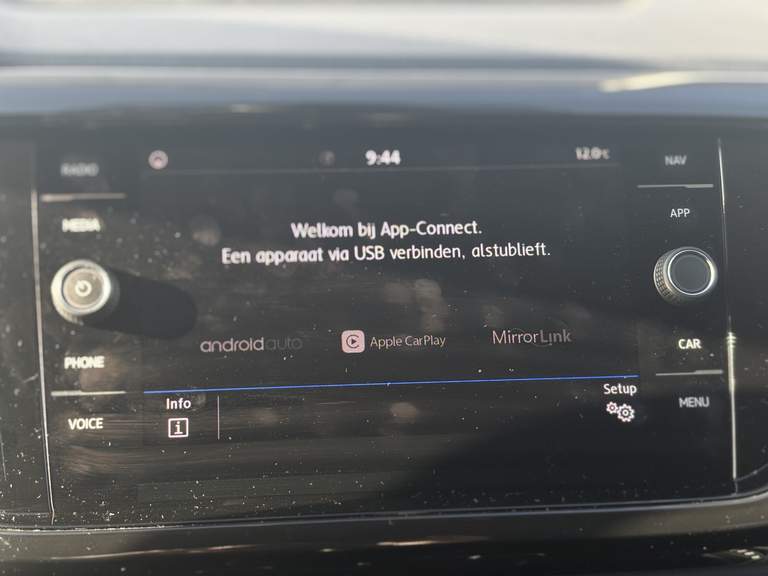 RADIO
MEDIA
PHONE
VOICE
9:44
12.0°C
Welkom bij App-Connect.
Een apparaat via USB verbinden, alstublieft.
androidauto
Apple CarPlay
MirrorLink
Info
i
Setup
NAV
APP
CAR
MENU